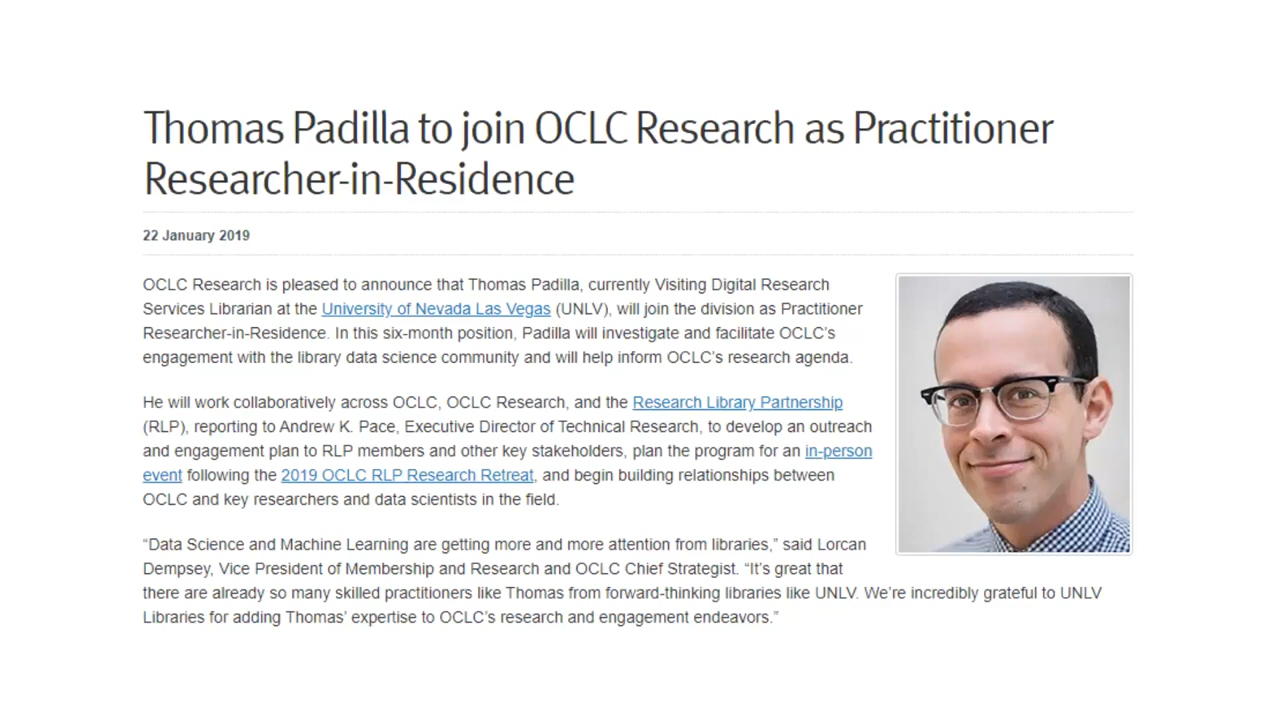 Thomas Padilla to join OCLC Research as Practitioner
Researcher-in-Residence
22 January 2019
OCLC Research is pleased to announce that Thomas Padilla, currently Visiting Digital Research
Services Librarian at the University of Nevada Las Vegas (UNLV), will join the division as Practitioner
Researcher-in-Residence. In this six-month position, Padilla will investigate and facilitate OCLC’s
engagement with the library data science community and will help inform OCLC’s research agenda.
He will work collaboratively across OCLC, OCLC Research, and the Research Library Partnership
(RLP), reporting to Andrew K. Pace, Executive Director of Technical Research, to develop an outreach
and engagement plan to RLP members and other key stakeholders, plan the program for an in-person
event following the 2019 OCLC RLP Research Retreat, and begin building relationships between
OCLC and key researchers and data scientists in the field.
“Data Science and Machine Learning are getting more and more attention from libraries,” said Lorcan
Dempsey, Vice President of Membership and Research and OCLC Chief Strategist. “It’s great that
there are already so many skilled practitioners like Thomas from forward-thinking libraries like UNLV. We’re incredibly grateful to UNLV
Libraries for adding Thomas’ expertise to OCLC’s research and engagement endeavors.”